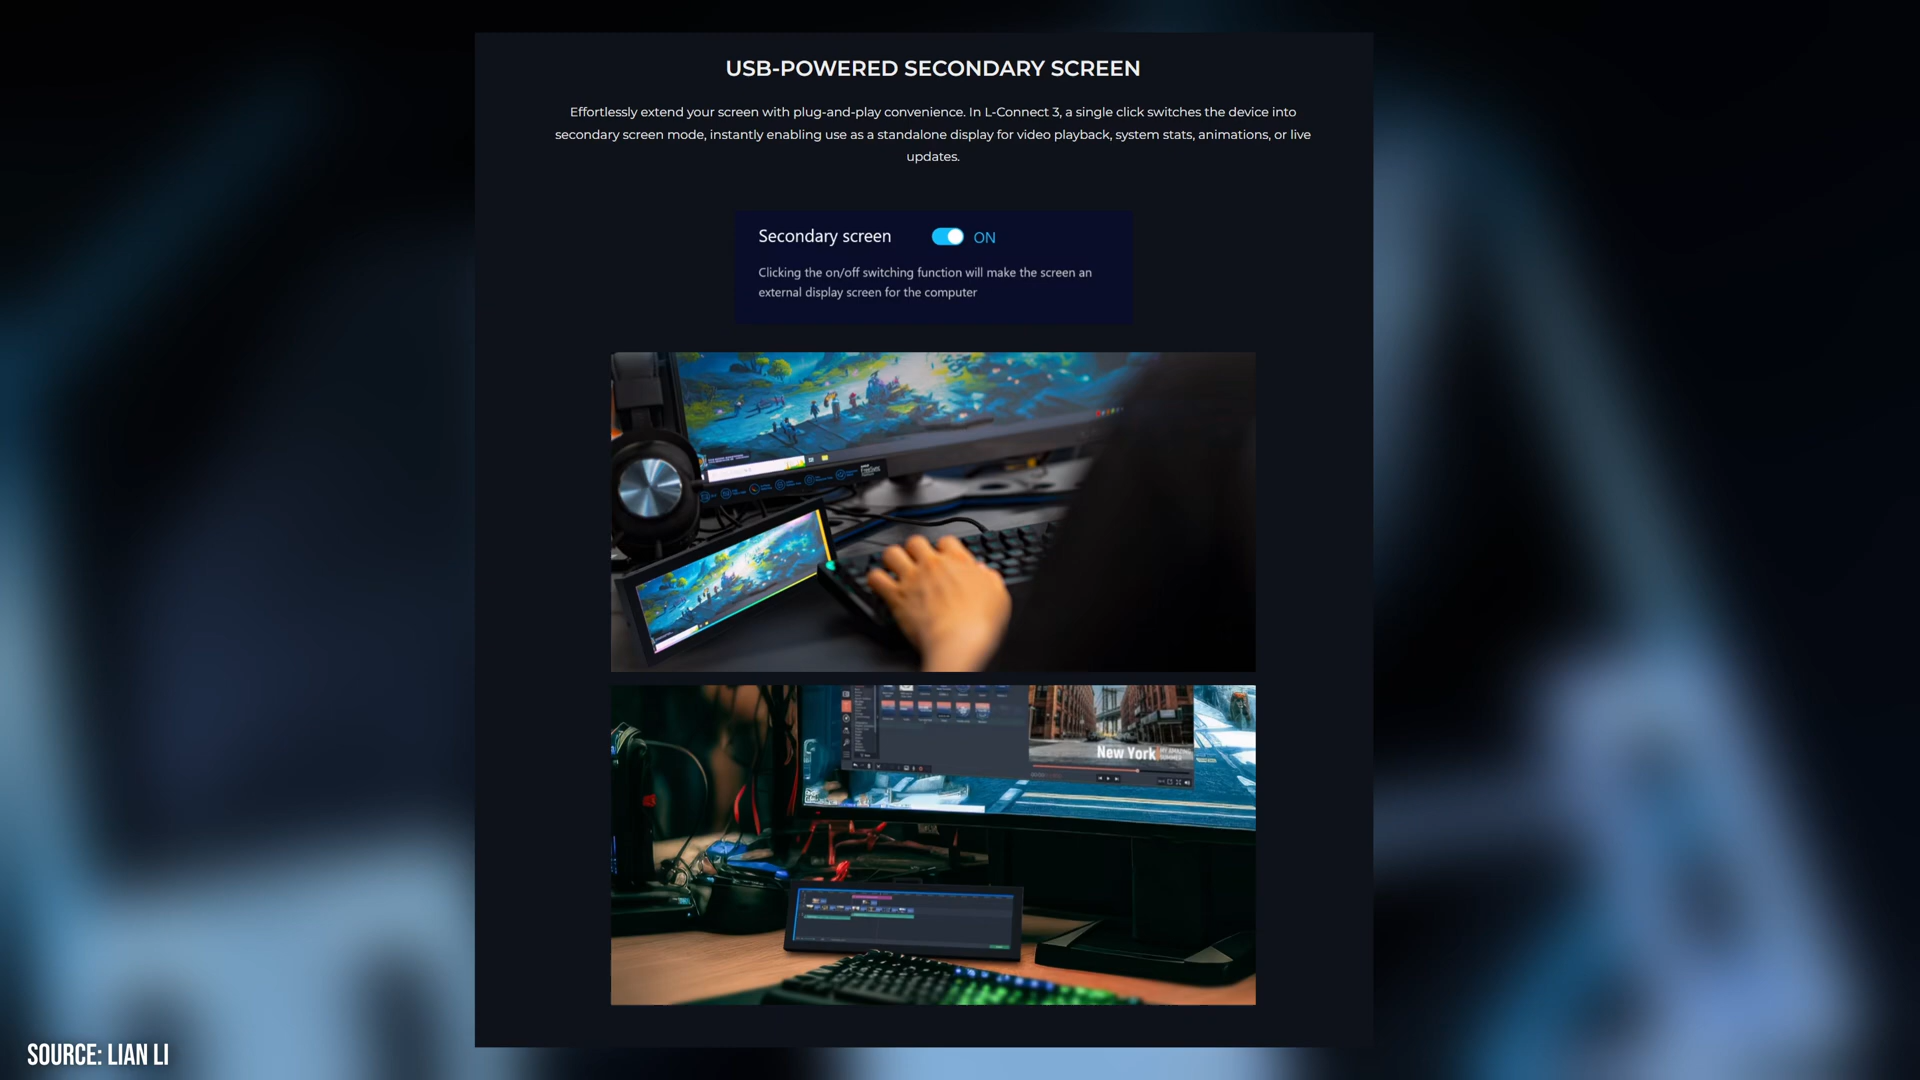 USB-POWERED SECONDARY SCREEN
Effortlessly extend your screen with plug-and-play convenience. In L-Connect 3, a single click switches the device into
secondary screen mode, instantly enabling use as a standalone display for video playback, system stats, animations, or live
updates.
Secondary screen ON
Clicking the on/off switching function will make the screen an
external display screen for the computer
New York
SOURCE: LIAN LI